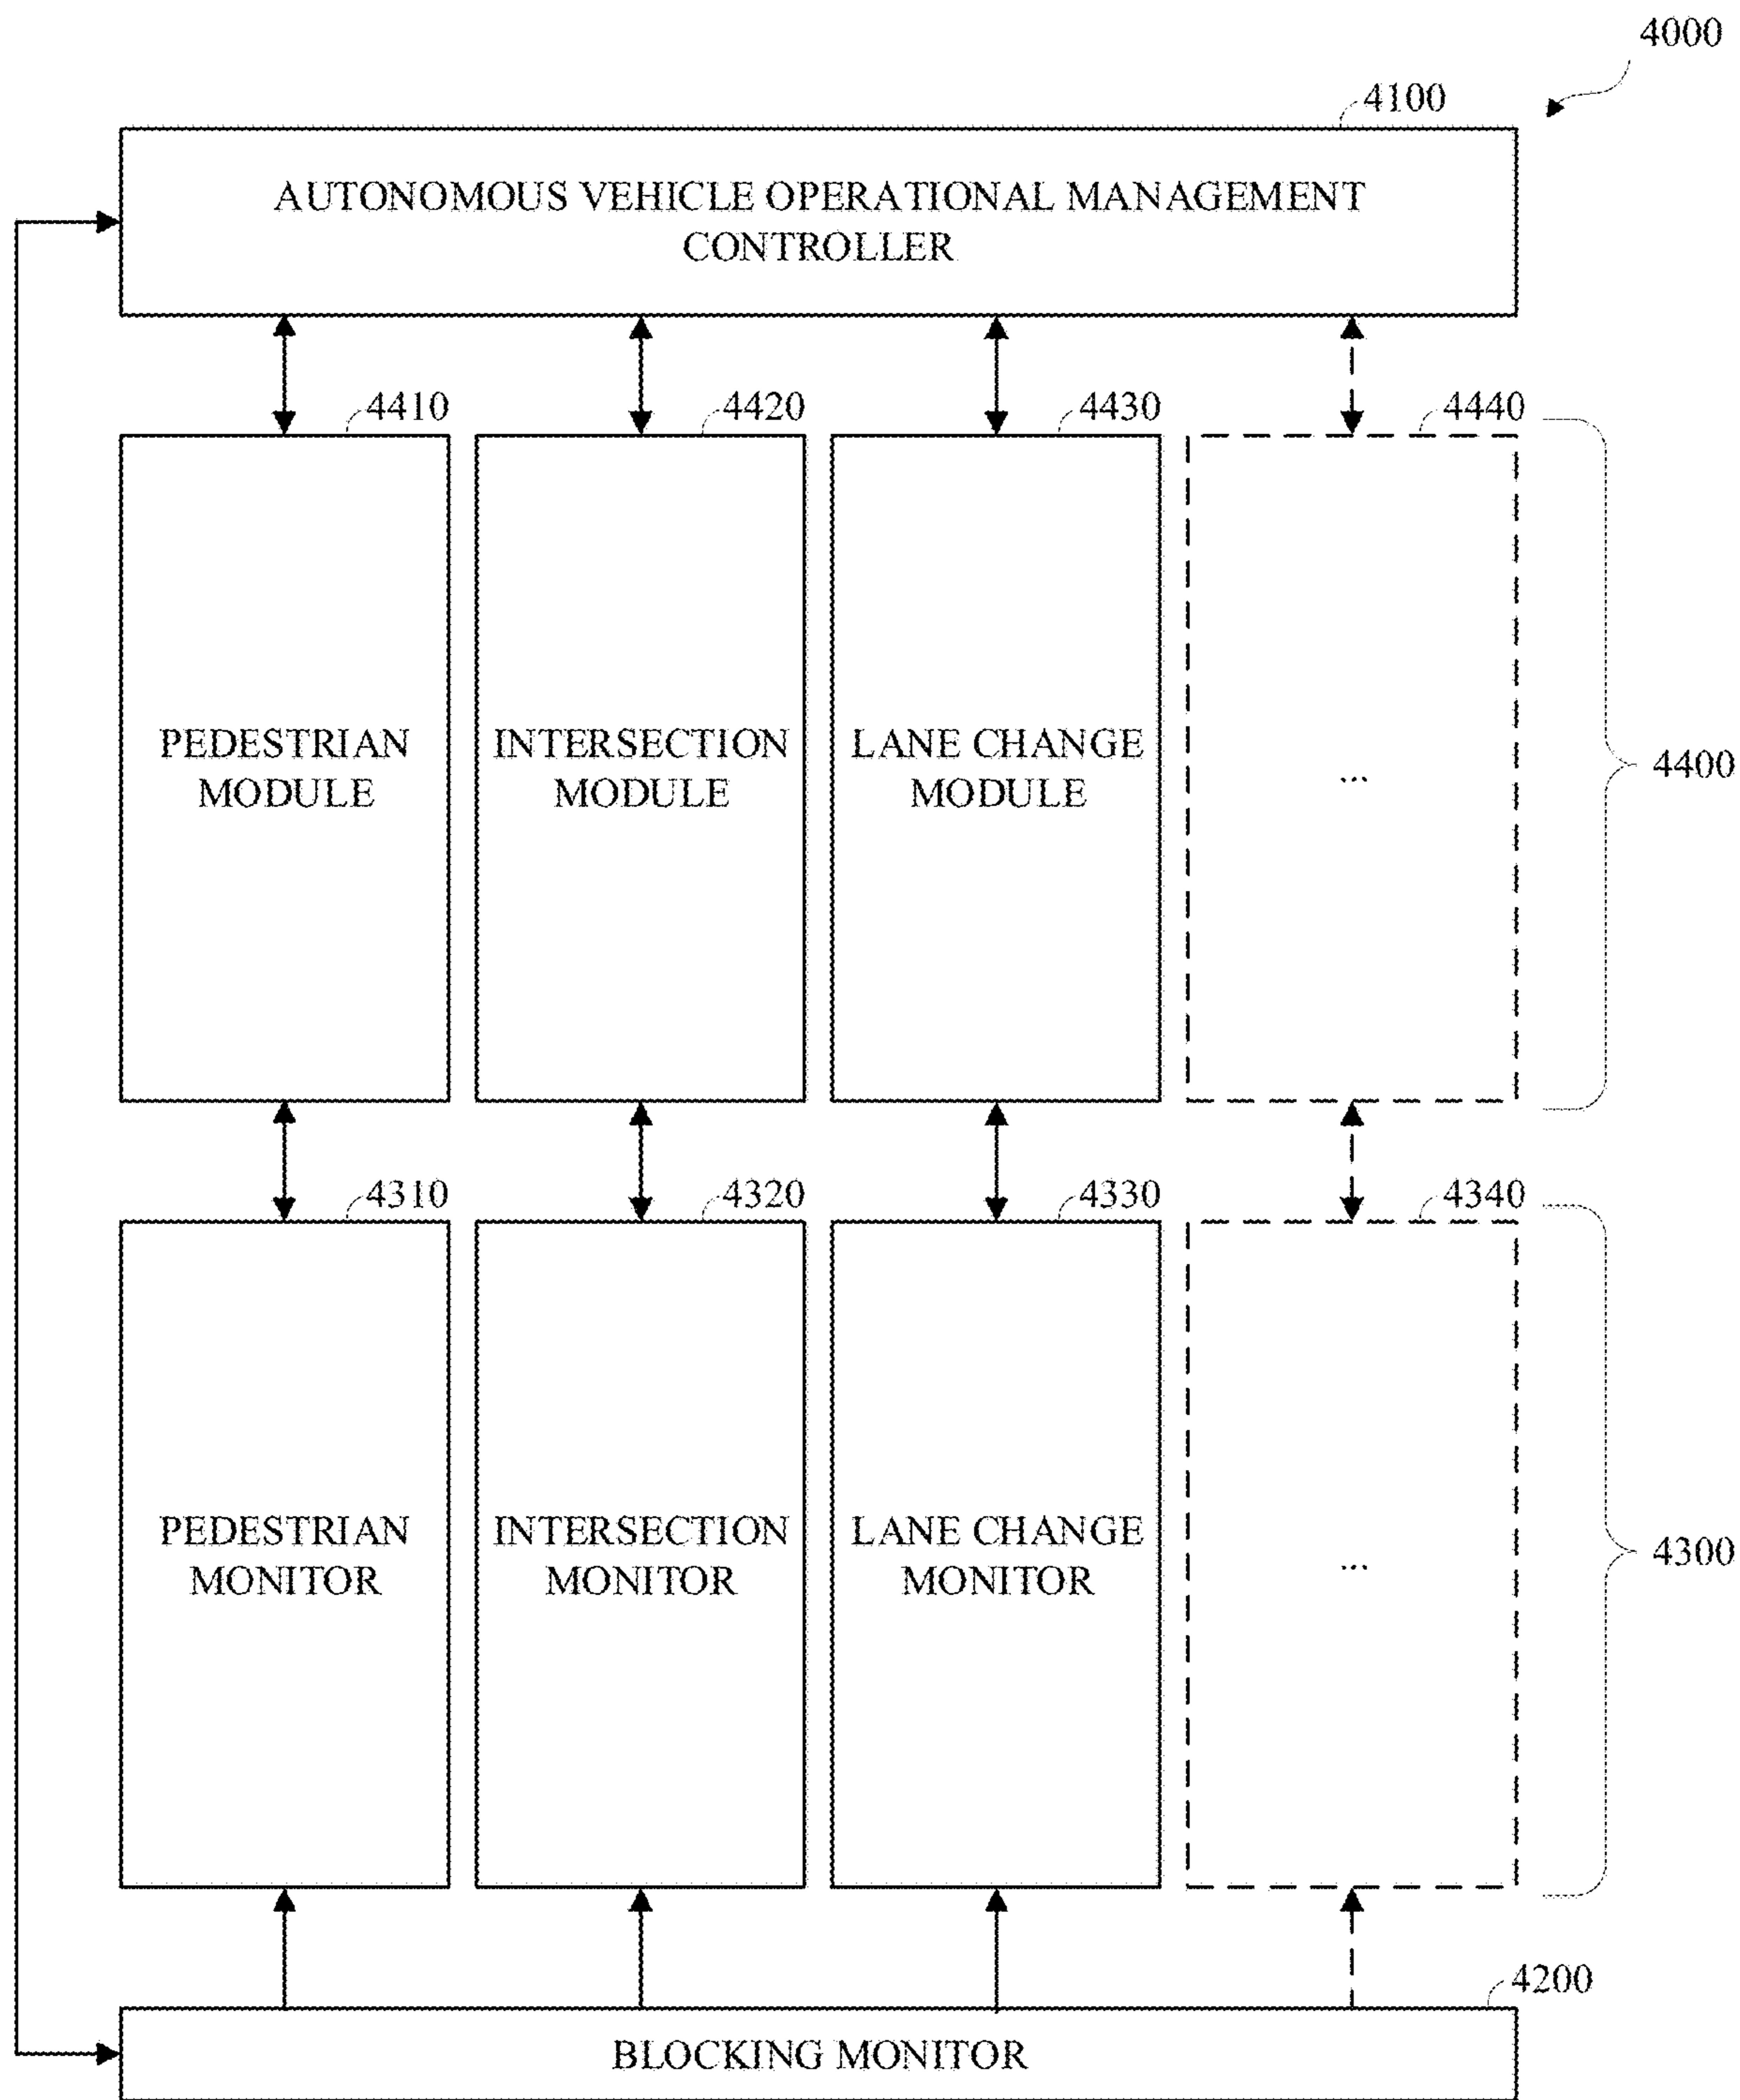 4000
4100
AUTONOMOUS VEHICLE OPERATIONAL MANAGEMENT
CONTROLLER
4410
4420
4430
4440
PEDESTRIAN
MODULE
INTERSECTION
MODULE
LANE CHANGE
MODULE
...
4400
4310
4320
4330
4340
PEDESTRIAN
MONITOR
INTERSECTION
MONITOR
LANE CHANGE
MONITOR
...
4300
4200
BLOCKING MONITOR